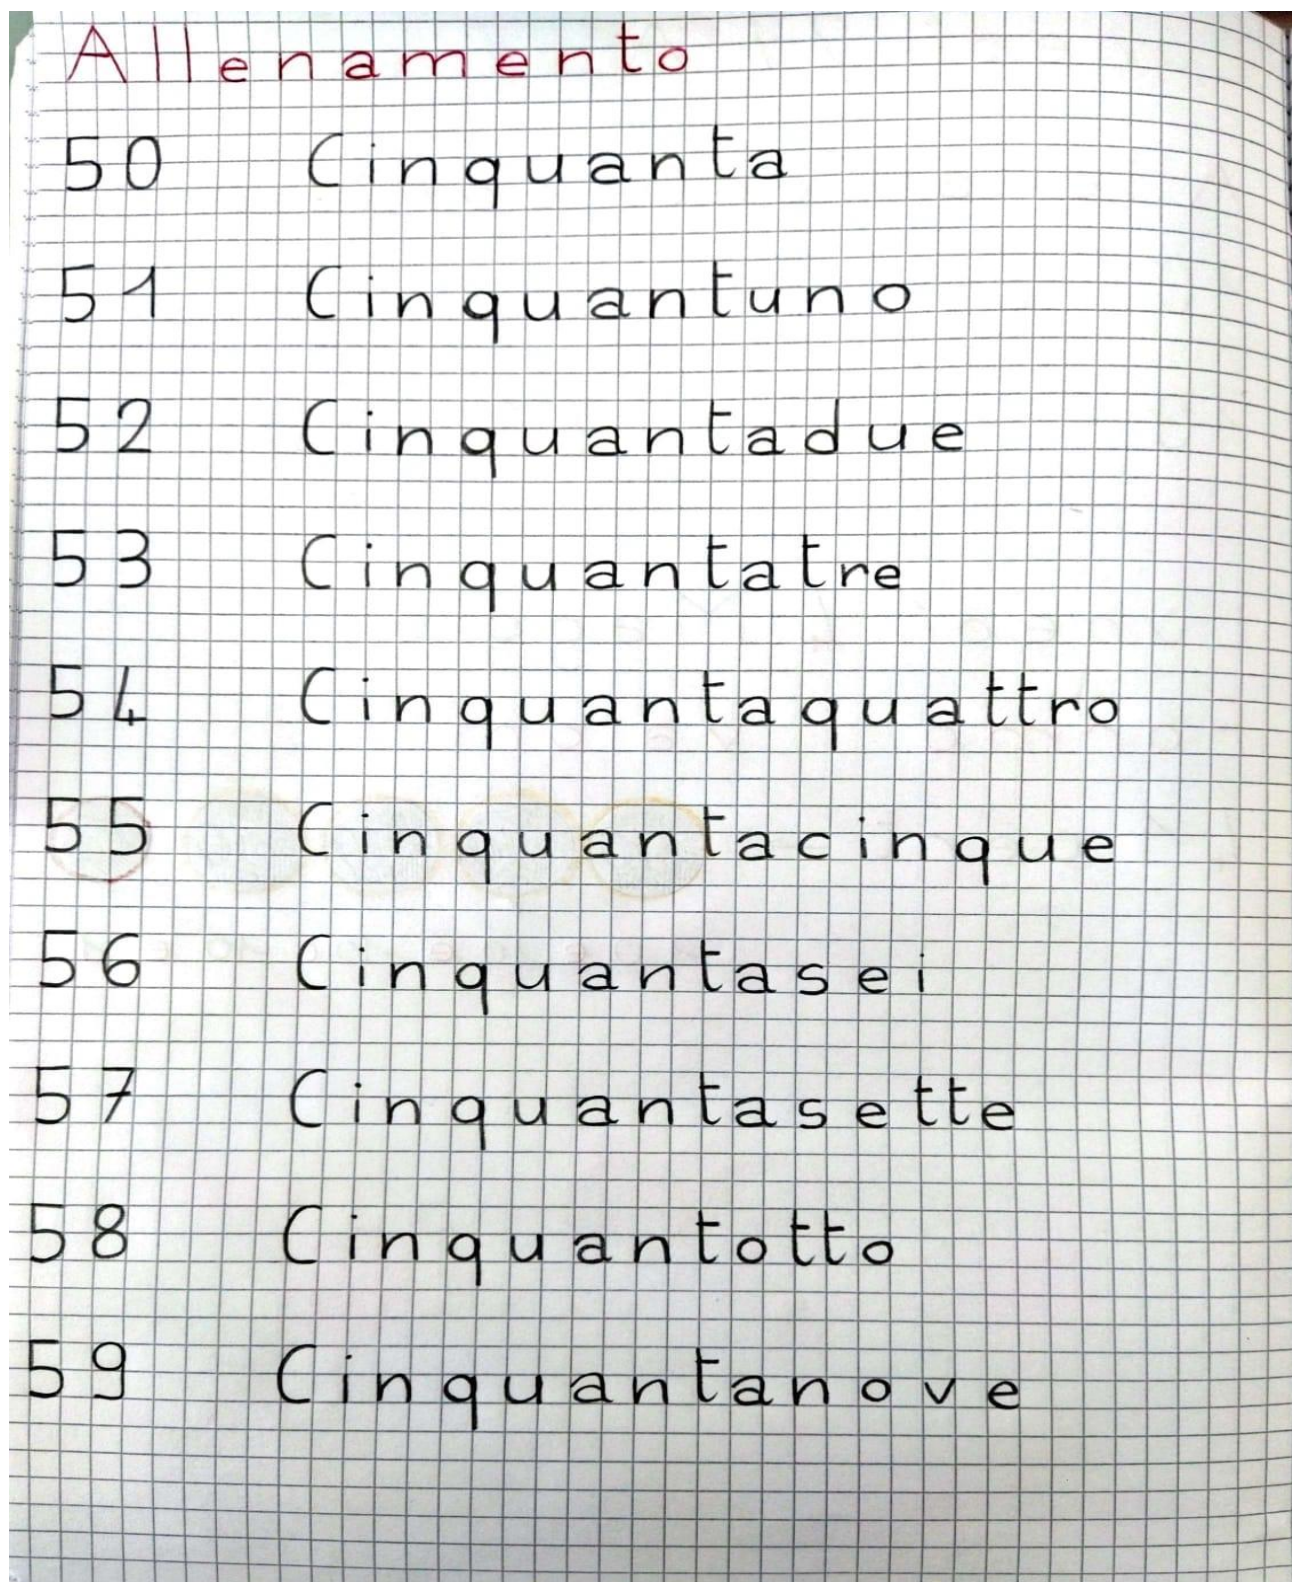 Allenamento
50 Cinquanta
51 Cinquantuno
52 Cinquantadue
53 Cinquantatre
54 Cinquantaquattro
55 Cinquantacinque
56 Cinquantasei
57 Cinquantasette
58 Cinquantotto
59 Cinquantanove